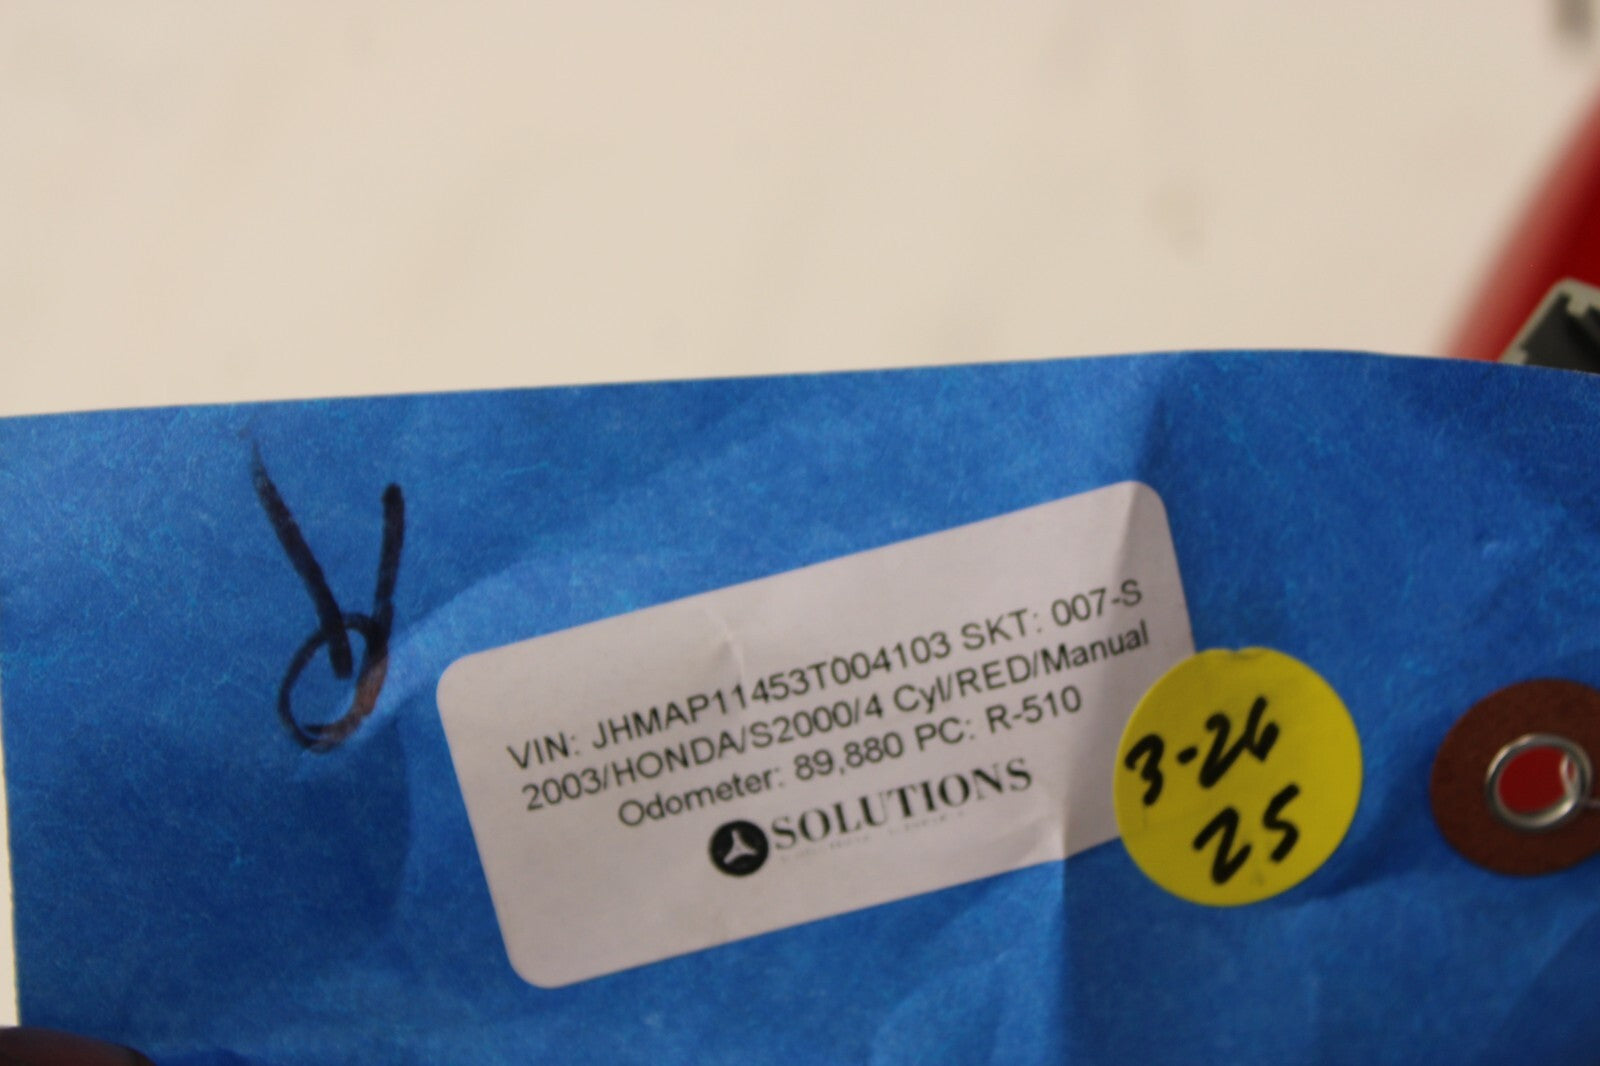 VIN: JHMAP11453T004103 SKT: 007-S
2003/HONDA/S2000/4 Cyl/RED/Manual
Odometer: 89,880 PC: R-510
SOLUTIONS
3-26
25